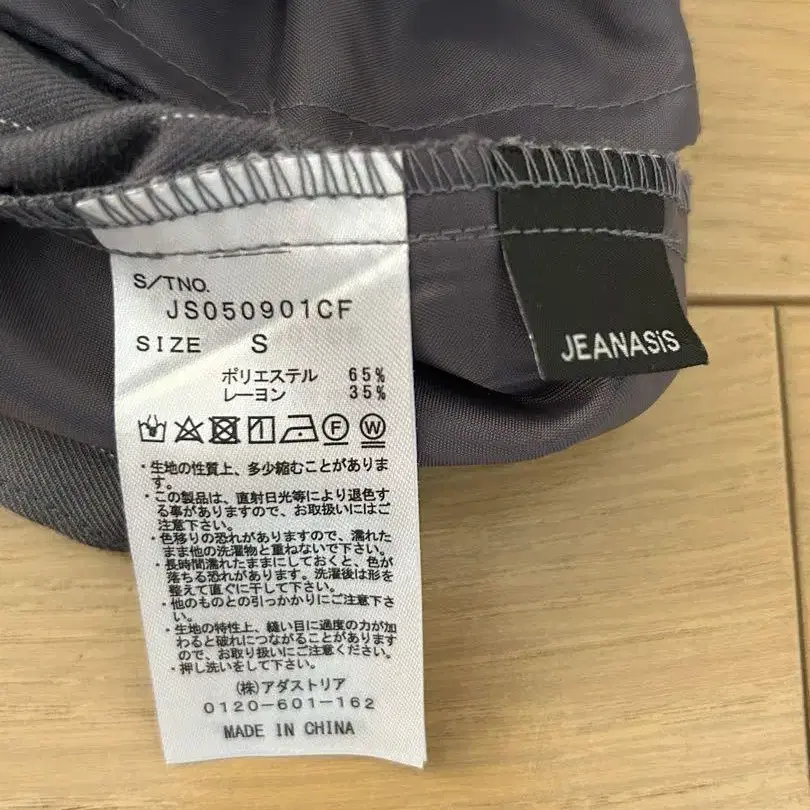 S/TNO.
JS050901CF
SIZE S
ポリエステル 65%
レーヨン 35%
F W
・生地の性質上、多少縮むことがありま
す。
・この製品は、直射日光等により退色す
る事がありますので、お取扱いにはご
注意下さい。
・色移りの恐れがありますので、濡れた
まま他の洗濯物と重ねないで下さい。
・長時間濡れたままにしておくと、色が
落ちる恐れがあります。洗濯後は形を
整えて直ぐに干して下さい。
・他のものとの引っかかりにご注意下さ
い。
・生地の特性上、縫い目に過度の力が加
わると破れにつながることがあります
ので、お取り扱いにご注意ください。
・押し洗いをして下さい。
(株)アダストリア
0120-601-162
MADE IN CHINA
JEANASiS